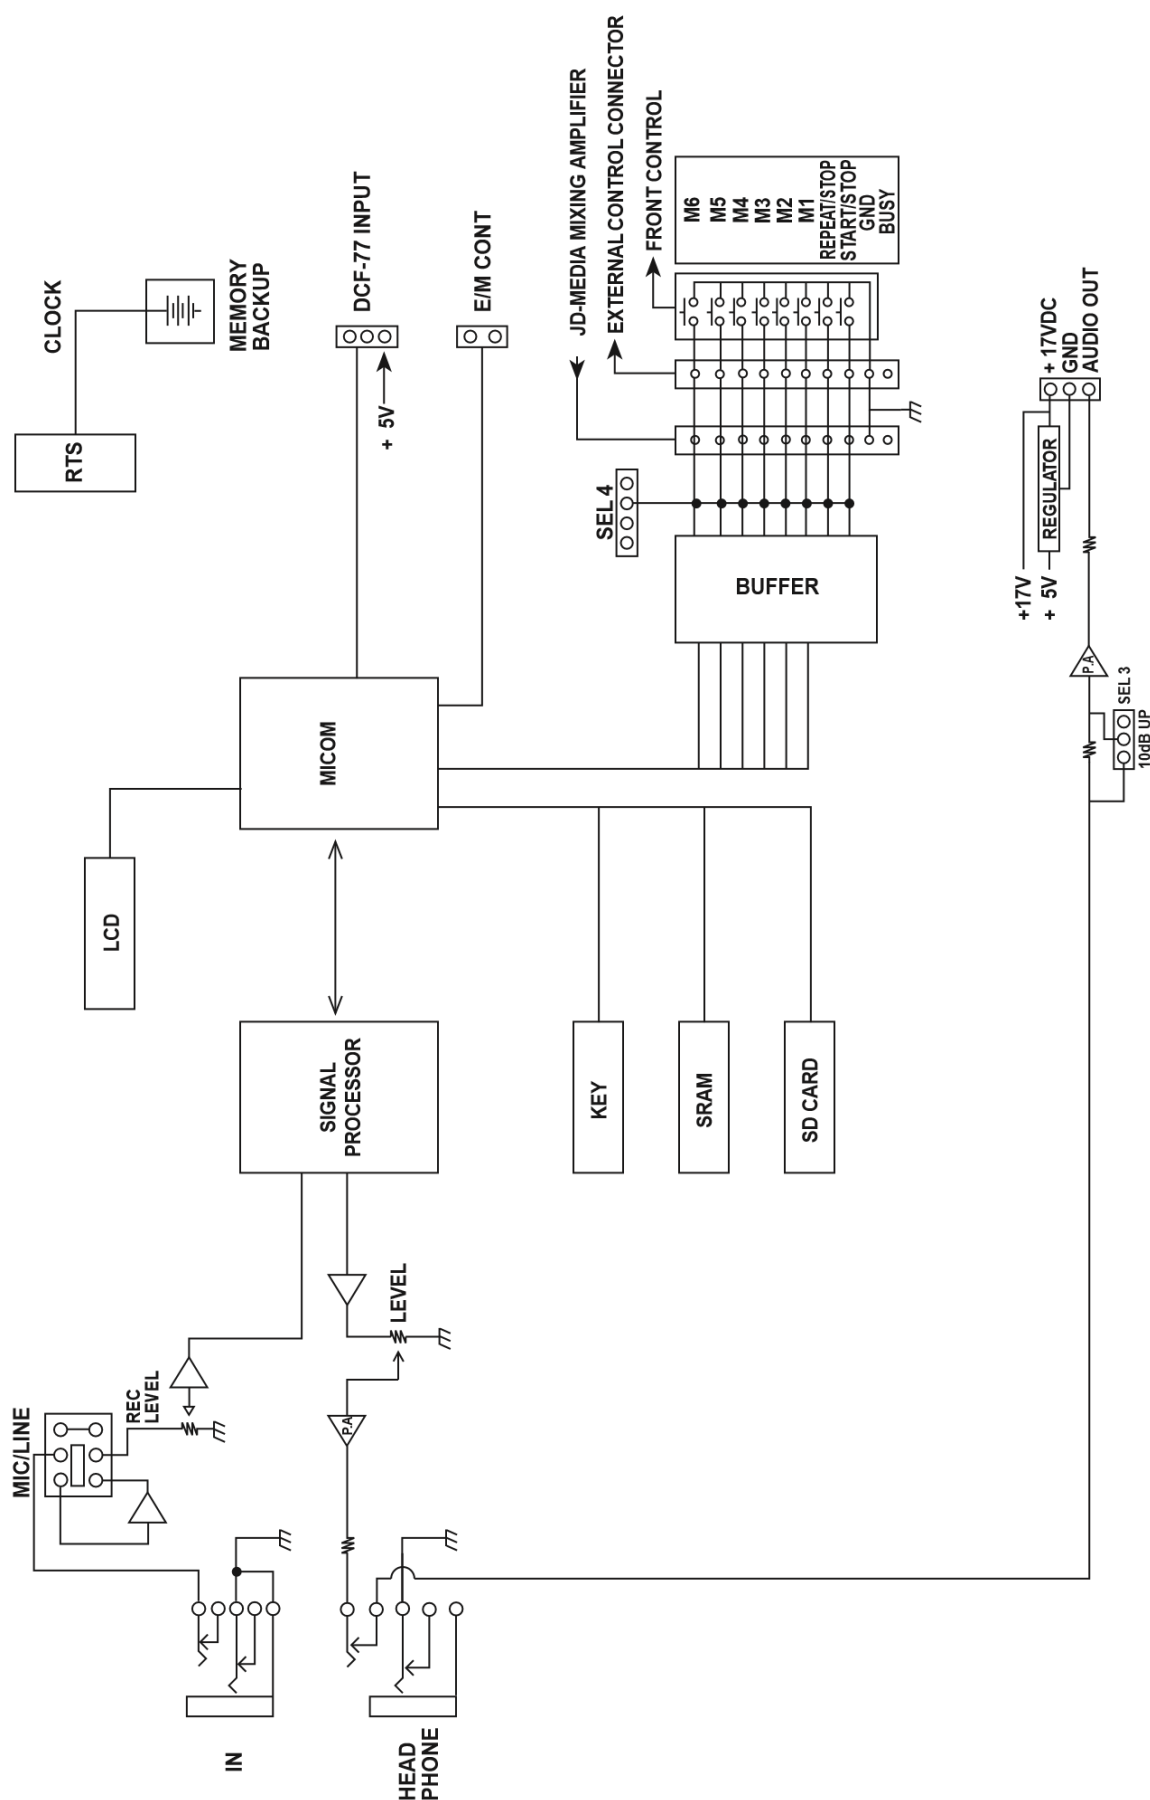 IN
HEAD
PHONE
MIC/LINE
REC
LEVEL
P.A
LEVEL
SIGNAL
PROCESSOR
LCD
MICOM
KEY
SRAM
SD CARD
RTS
CLOCK
MEMORY
BACKUP
DCF-77 INPUT
+ 5V
E/M CONT
JD-MEDIA MIXING AMPLIFIER
EXTERNAL CONTROL CONNECTOR
FRONT CONTROL
SEL 4
BUFFER
M6
M5
M4
M3
M2
M1
REPEAT/STOP
START/STOP
GND
BUSY
+17V
+ 5V
REGULATOR
+ 17VDC
GND
AUDIO OUT
P.A
SEL 3
10dB UP